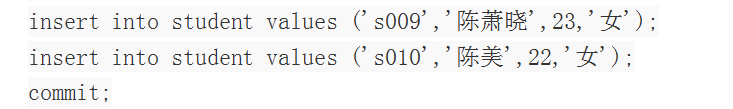 insert into student values ('s009','陈萧晓',23,'女');
insert into student values ('s010','陈美',22,'女');
commit;